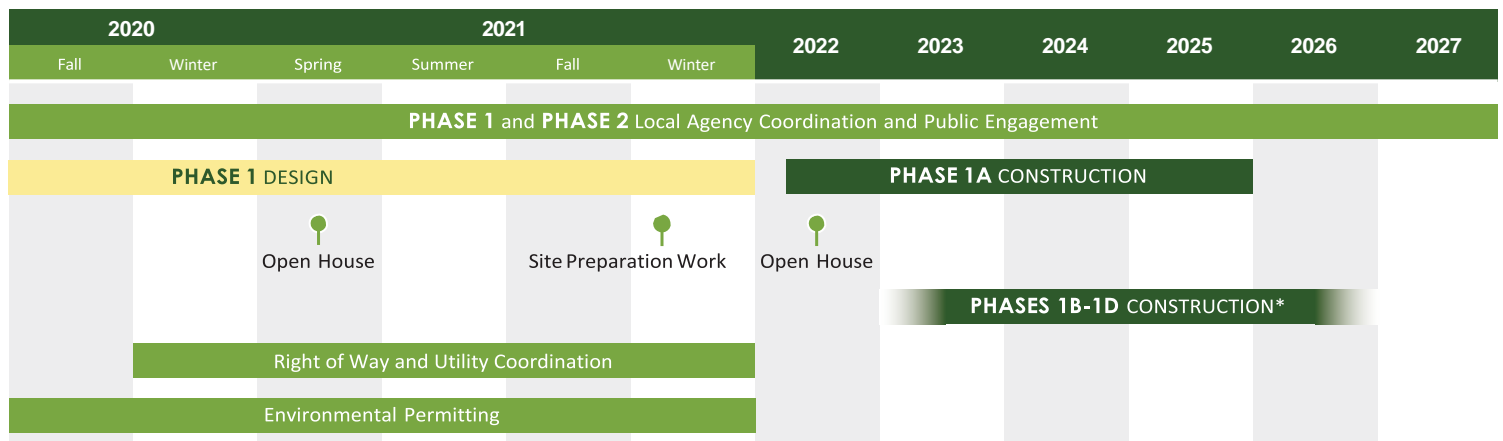 2020 2021 2022 2023 2024 2025 2026 2027
Fall Winter Spring Summer Fall Winter
PHASE 1 and PHASE 2 Local Agency Coordination and Public Engagement
PHASE 1 DESIGN
PHASE 1A CONSTRUCTION
Open House
Site Preparation Work
Open House
PHASES 1B-1D CONSTRUCTION*
Right of Way and Utility Coordination
Environmental Permitting